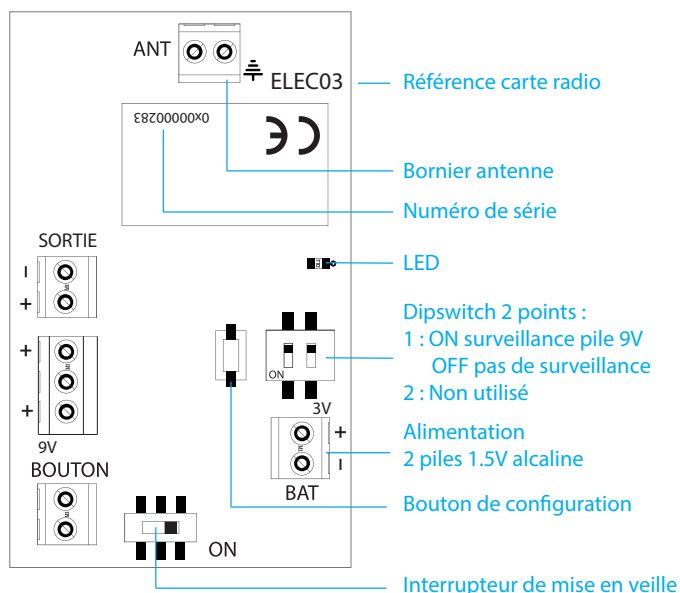 ANT
ELEC03
Référence carte radio
0x00000283
CE
Bornier antenne
Numéro de série
SORTIE
LED
Dipswitch 2 points :
1 : ON surveillance pile 9V
OFF pas de surveillance
2 : Non utilisé
ON
3V
+
-
+
+
9V
Alimentation
2 piles 1.5V alcaline
+
-
BOUTON
BAT
Bouton de configuration
ON
Interrupteur de mise en veille